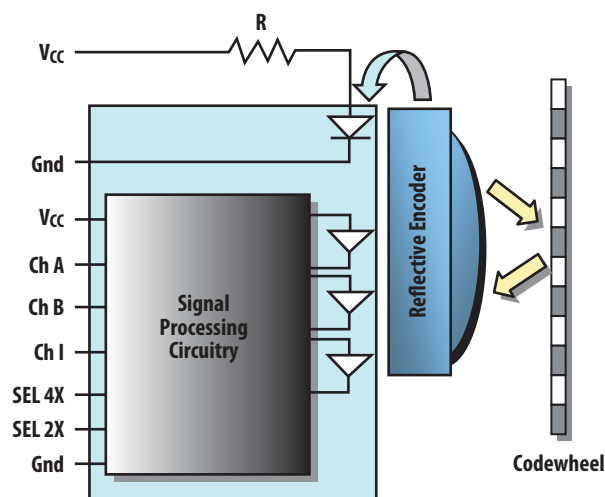 R
VCC
Gnd
VCC
Ch A
Ch B
Ch I
SEL 4X
SEL 2X
Gnd
Signal
Processing
Circuitry
Reflective Encoder
Codewheel